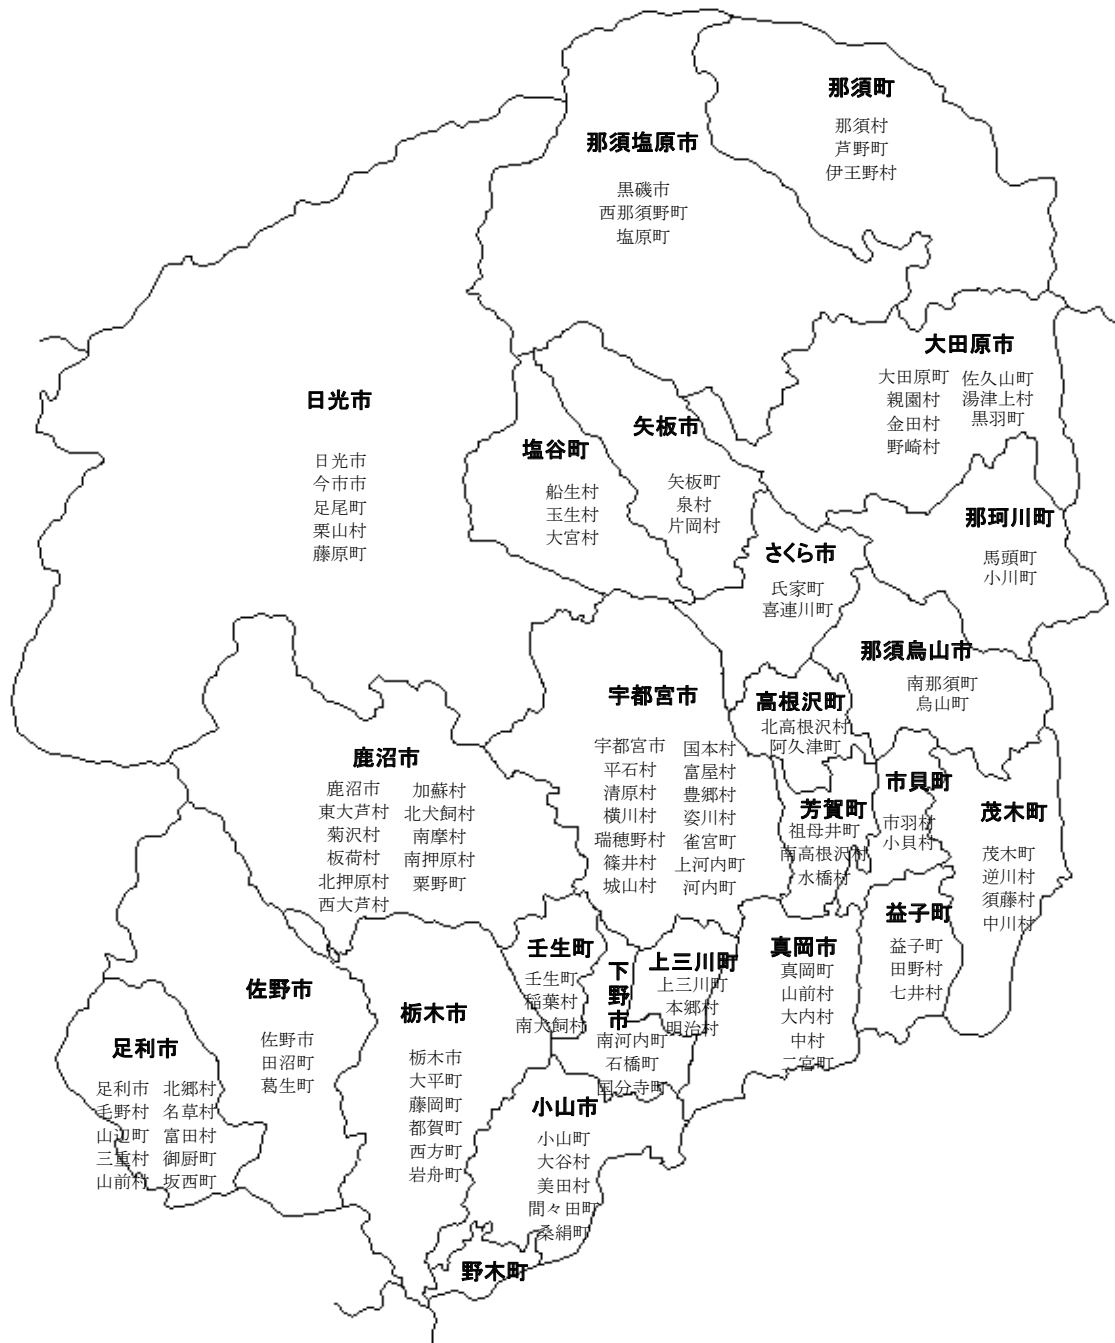 那須町
那須村
芦野町
伊王野村
那須塩原市
黒磯市
西那須野町
塩原町
大田原市
大田原町
親園村
金田村
野崎村
佐久山町
湯津上村
黒羽町
日光市
日光市
今市市
足尾町
栗山村
藤原町
塩谷町
船生村
玉生村
大宮村
矢板市
矢板町
泉村
片岡村
那珂川町
馬頭町
小川町
さくら市
氏家町
喜連川町
那須烏山市
南那須町
烏山町
高根沢町
北高根沢村
阿久津町
宇都宮市
宇都宮市
平石村
清原村
横川村
瑞穂野村
篠井村
城山村
国本村
富屋村
豊郷村
姿川村
雀宮町
上河内町
河内町
鹿沼市
鹿沼市
東大芦村
菊沢村
板荷村
北押原村
西大芦村
加蘇村
北犬飼村
南摩村
南押原村
粟野町
芳賀町
祖母井町
南高根沢村
水橋村
市貝町
市羽村
小貝村
茂木町
茂木町
逆川村
須藤村
中川村
益子町
益子町
田野村
七井村
真岡市
真岡町
山前村
大内村
中村
二宮町
上三川町
上三川町
本郷村
明治村
下野市
南河内町
石橋町
国分寺町
壬生町
壬生町
稲葉村
南犬飼村
栃木市
栃木市
大平町
藤岡町
都賀町
西方町
岩舟町
佐野市
佐野市
田沼町
葛生町
足利市
足利市
毛野村
山辺町
三重村
山前村
北郷村
名草村
富田村
御厨町
坂西町
小山市
小山町
大谷村
美田村
間々田町
桑絹町
野木町